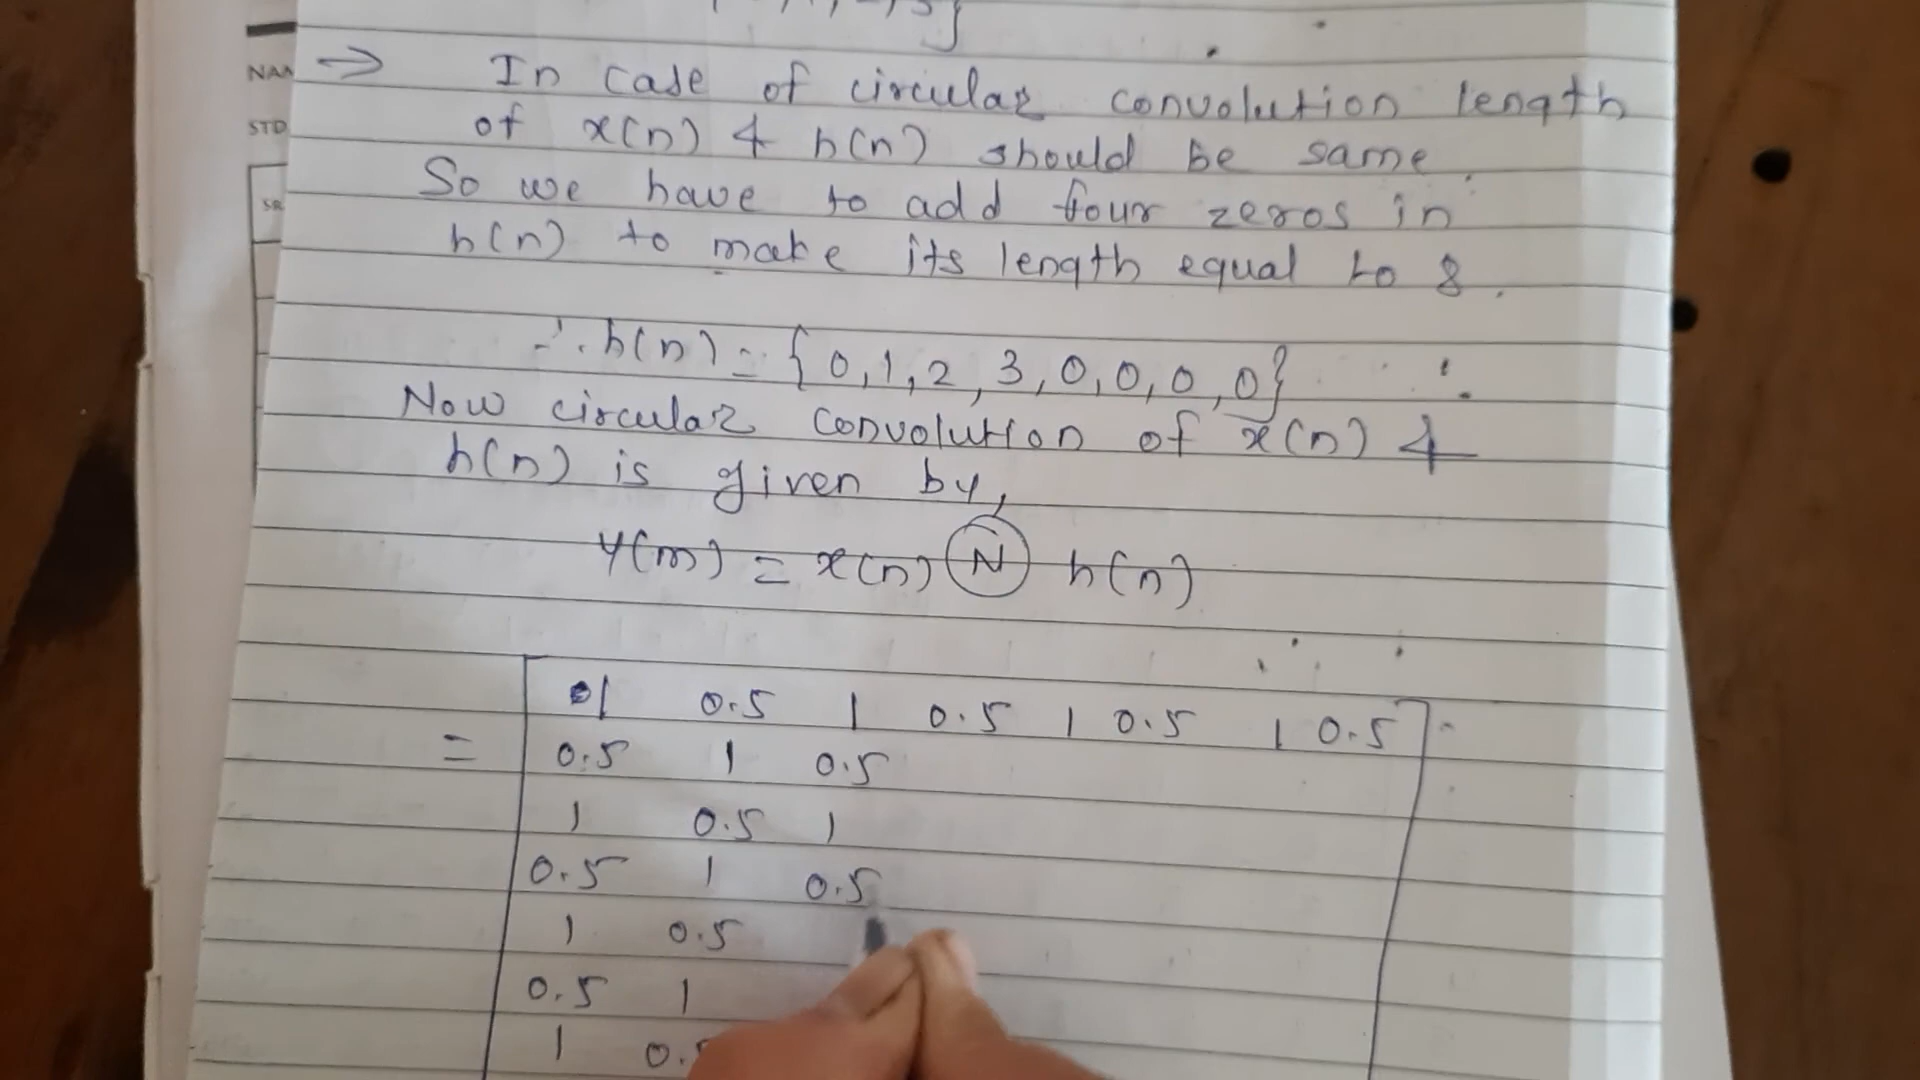 NAM
→ In case of circular convolution length
STD
of x(n) & h(n) should be same.
So we have to add four zeros in
SR
h(n) to make its length equal to 8.
∴ h(n) = {0,1,2,3,0,0,0,0}
Now circular convolution of x(n) &
h(n) is given by,
y(m) = x(n) Ⓝ h(n)
1 0.5 1 0.5 1 0.5 1 0.5
= 0.5 1 0.5
1 0.5 1
0.5 1 0.5
1 0.5
0.5 1
1